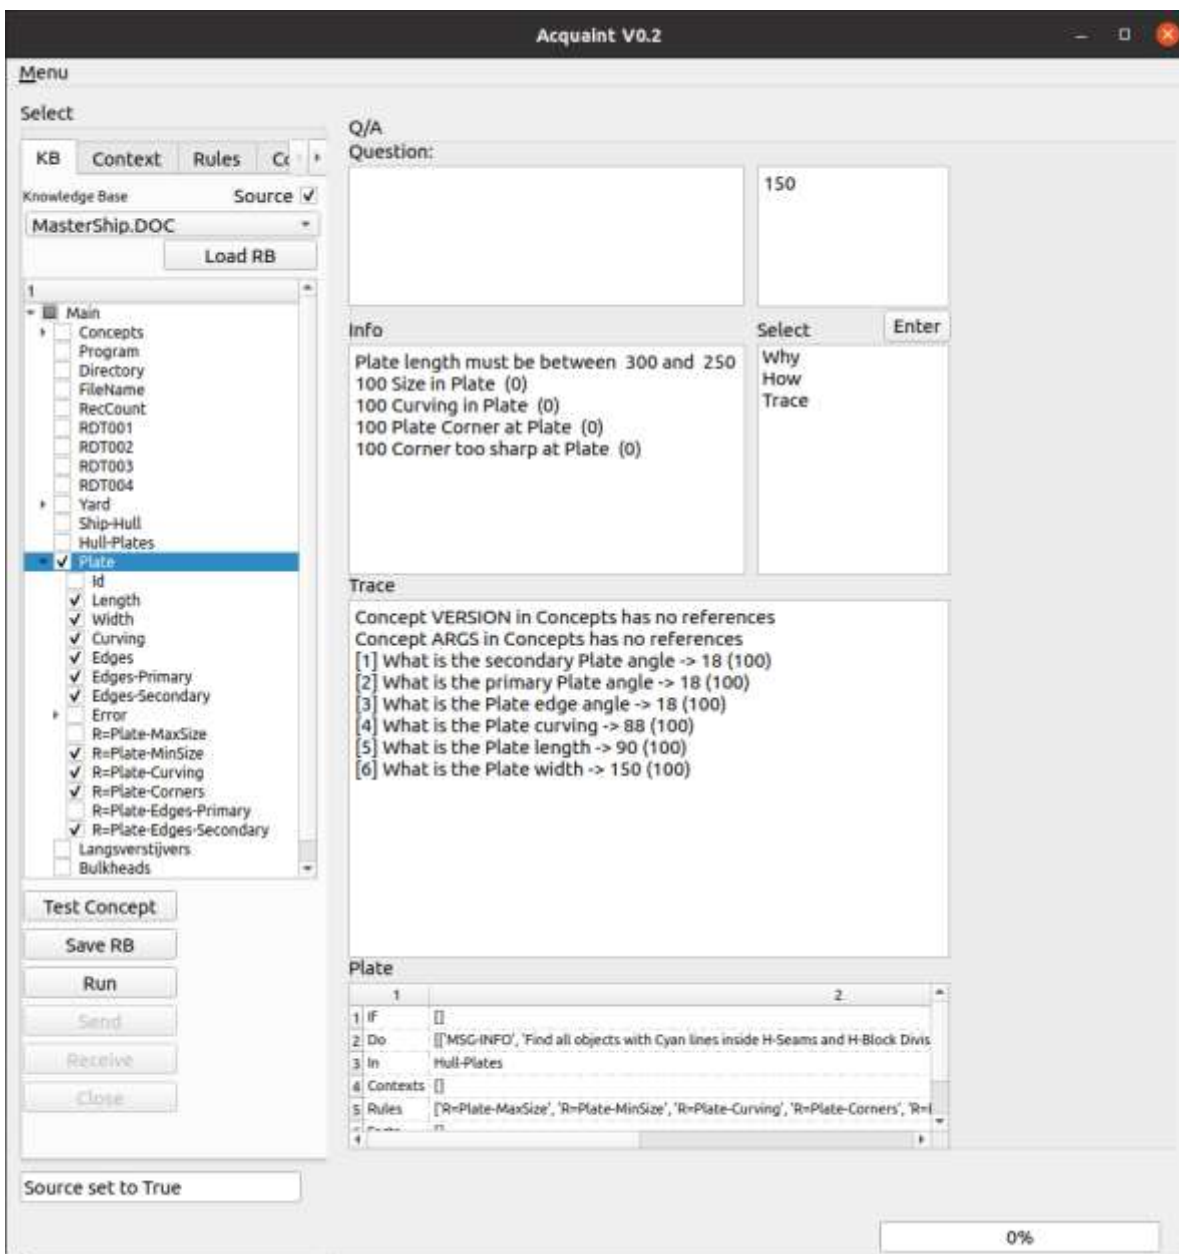 Acquaint V0.2
Menu
Select
KB Context Rules
Knowledge Base Source
MasterShip.DOC
Load RB
1
Main
Concepts
Program
Directory
FileName
RecCount
RDT001
RDT002
RDT003
RDT004
Yard
Ship-Hull
Hull-Plates
Plate
Id
Length
Width
Curving
Edges
Edges-Primary
Edges-Secondary
Error
R=Plate-MaxSize
R=Plate-MinSize
R=Plate-Curving
R=Plate-Corners
R=Plate-Edges-Primary
R=Plate-Edges-Secondary
Langsverstijvers
Bulkheads
Test Concept
Save RB
Run
Send
Receive
Close
Source set to True
Q/A
Question:
150
Info
Plate length must be between 300 and 250
100 Size in Plate (0)
100 Curving in Plate (0)
100 Plate Corner at Plate (0)
100 Corner too sharp at Plate (0)
Select Enter
Why
How
Trace
Trace
Concept VERSION in Concepts has no references
Concept ARGS in Concepts has no references
[1] What is the secondary Plate angle -> 18 (100)
[2] What is the primary Plate angle -> 18 (100)
[3] What is the Plate edge angle -> 18 (100)
[4] What is the Plate curving -> 88 (100)
[5] What is the Plate length -> 90 (100)
[6] What is the Plate width -> 150 (100)
Plate
1 2
1 IF []
2 Do [['MSG-INFO', 'Find all objects with Cyan lines inside H-Seams and H-Block Divis
3 In Hull-Plates
4 Contexts []
5 Rules ['R=Plate-MaxSize', 'R=Plate-MinSize', 'R=Plate-Curving', 'R=Plate-Corners',
0%